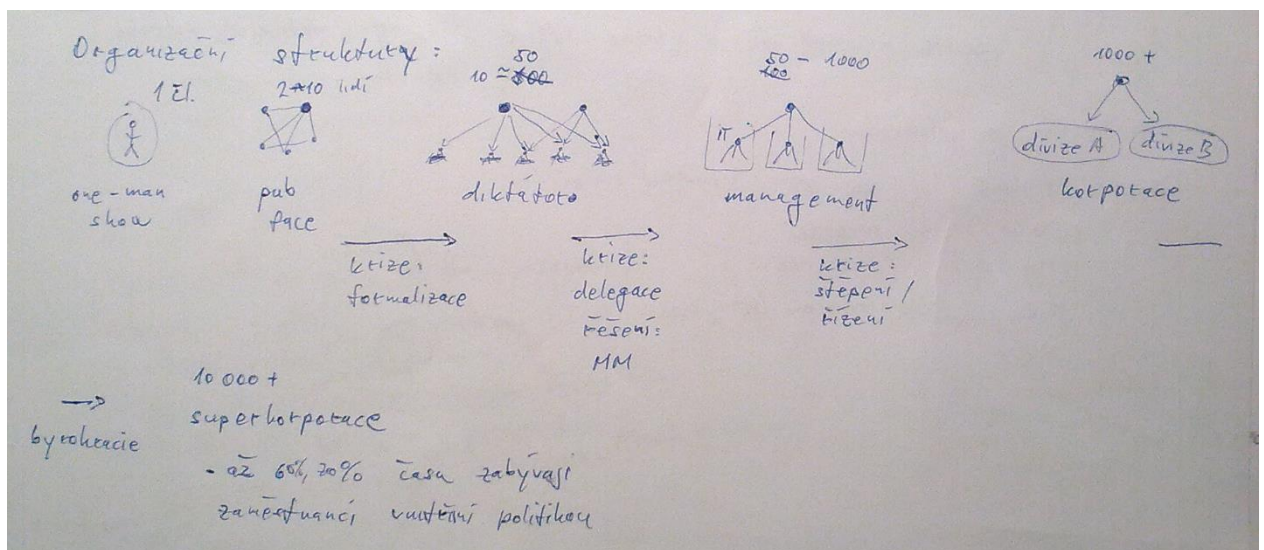 Organizační struktury:
1 čl.
one-man
show
2-10 lidí
pub
face
50
10 - 100
diktátoro
50 - 1000
100
IT
management
1000 +
divize A
divize B
korporace
krize:
formalizace
krize:
delegace
řešení:
MM
krize:
štěpení /
řízení
byrokracie
10 000 +
superkorporace
- až 60%, 70% času zabývají
zaměstnanci vnitřní politikou